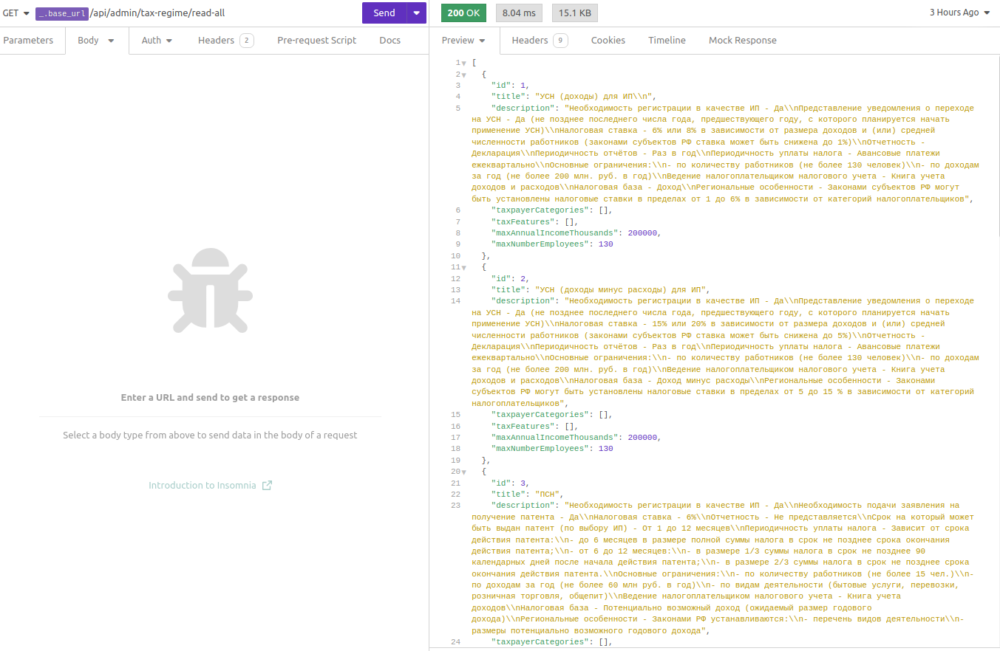 GET _.base_url /api/admin/tax-regime/read-all Send 200 OK 8.04 ms 15.1 KB 3 Hours Ago
Parameters Body Auth Headers 2 Pre-request Script Docs
Preview Headers 9 Cookies Timeline Mock Response
Enter a URL and send to get a response
Select a body type from above to send data in the body of a request
Introduction to Insomnia
1 [
2 {
3 "id": 1,
4 "title": "УСН (доходы) для ИП\\n",
5 "description": "Необходимость регистрации в качестве ИП - Да\\nПредставление уведомления о переходе
на УСН - Да (не позднее последнего числа года, предшествующего году, с которого планируется начать
применение УСН)\\nНалоговая ставка - 6% или 8% в зависимости от размера доходов и (или) средней
численности работников (законами субъектов РФ ставка может быть снижена до 1%)\\nОтчетность -
Декларация\\nПериодичность отчётов - Раз в год\\nПериодичность уплаты налога - Авансовые платежи
ежеквартально\\nОсновные ограничения:\\n- по количеству работников (не более 130 человек)\\n- по доходам
за год (не более 200 млн. руб. в год)\\nВедение налогоплательщиком налогового учета - Книга учета
доходов и расходов\\nНалоговая база - Доход\\nРегиональные особенности - Законами субъектов РФ могут
быть установлены налоговые ставки в пределах от 1 до 6% в зависимости от категорий налогоплательщиков",
6 "taxpayerCategories": [],
7 "taxFeatures": [],
8 "maxAnnualIncomeThousands": 200000,
9 "maxNumberEmployees": 130
10 },
11 {
12 "id": 2,
13 "title": "УСН (доходы минус расходы) для ИП",
14 "description": "Необходимость регистрации в качестве ИП - Да\\nПредставление уведомления о переходе
на УСН - Да (не позднее последнего числа года, предшествующего году, с которого планируется начать
применение УСН)\\nНалоговая ставка - 15% или 20% в зависимости от размера доходов и (или) средней
численности работников (законами субъектов РФ ставка может быть снижена до 5%)\\nОтчетность -
Декларация\\nПериодичность отчётов - Раз в год\\nПериодичность уплаты налога - Авансовые платежи
ежеквартально\\nОсновные ограничения:\\n- по количеству работников (не более 130 человек)\\n- по доходам
за год (не более 200 млн. руб. в год)\\nВедение налогоплательщиком налогового учета - Книга учета
доходов и расходов\\nНалоговая база - Доход минус расходы\\nРегиональные особенности - Законами
субъектов РФ могут быть установлены налоговые ставки в пределах от 5 до 15 % в зависимости от категорий
налогоплательщиков",
15 "taxpayerCategories": [],
16 "taxFeatures": [],
17 "maxAnnualIncomeThousands": 200000,
18 "maxNumberEmployees": 130
19 },
20 {
21 "id": 3,
22 "title": "ПСН",
23 "description": "Необходимость регистрации в качестве ИП - Да\\nНеобходимость подачи заявления на
получение патента - Да\\nНалоговая ставка - 6%\\nОтчетность - Не представляется\\nСрок на который может
быть выдан патент (по выбору ИП) - От 1 до 12 месяцев\\nПериодичность уплаты налога - Зависит от срока
действия патента:\\n- до 6 месяцев в размере полной суммы налога в срок не позднее срока окончания
действия патента;\\n- от 6 до 12 месяцев:\\n- в размере 1/3 суммы налога в срок не позднее 90
календарных дней после начала действия патента;\\n- в размере 2/3 суммы налога в срок не позднее срока
окончания действия патента.\\nОсновные ограничения:\\n- по количеству работников (не более 15 чел.)\\n-
по доходам за год (не более 60 млн руб. в год)\\n- по видам деятельности (бытовые услуги, перевозки,
розничная торговля, общепит)\\nВедение налогоплательщиком налогового учета - Книга учета
доходов\\nНалоговая база - Потенциально возможный доход (ожидаемый размер годового
дохода)\\nРегиональные особенности - Законами РФ устанавливаются:\\n- перечень видов деятельности\\n-
размеры потенциально возможного годового дохода",
24 "taxpayerCategories": [],